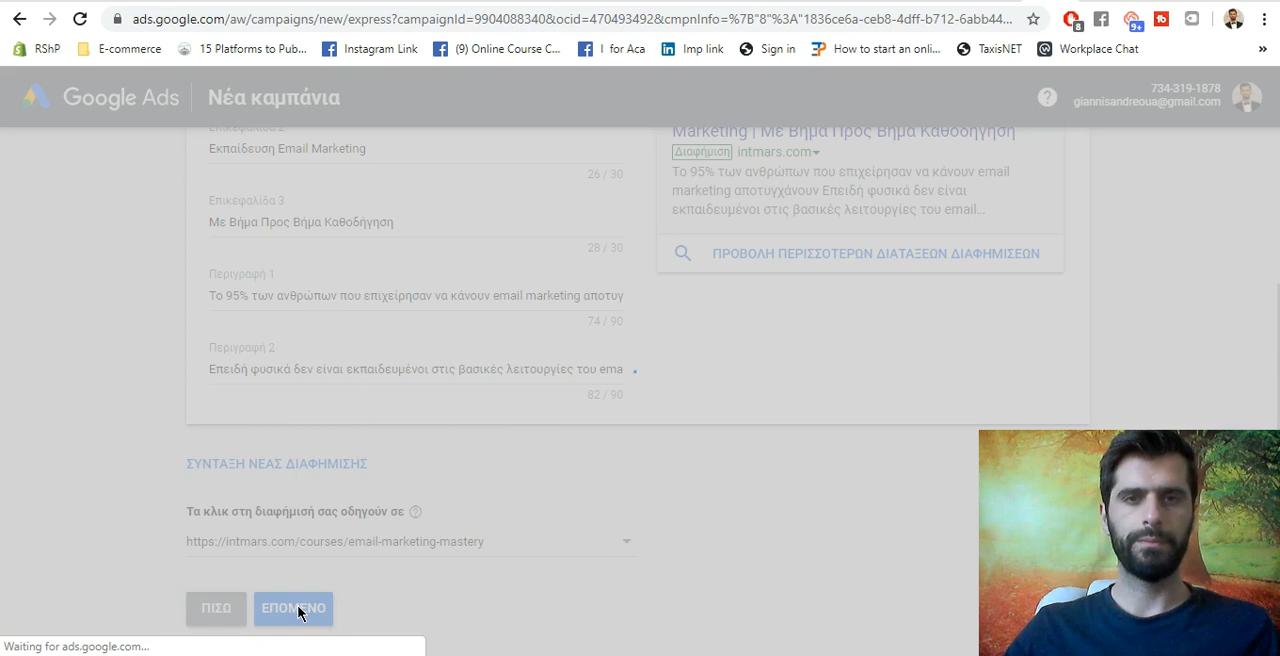 ads.google.com/aw/campaigns/new/express?campaignId=9904088340&ocid=470493492&cmpnInfo=%7B"8"%3A"1836ce6a-ceb8-4dff-b712-6abb44...
8
9+
RShP
E-commerce
15 Platforms to Pub...
Instagram Link
(9) Online Course C...
I for Aca
Imp link
Sign in
How to start an onli...
TaxisNET
Workplace Chat
»
Google Ads
Νέα καμπάνια
734-319-1878
giannisandreoua@gmail.com
Επικεφαλίδα 2
Εκπαίδευση Email Marketing
26 / 30
Επικεφαλίδα 3
Με Βήμα Προς Βήμα Καθοδήγηση
28 / 30
Περιγραφή 1
Το 95% των ανθρώπων που επιχείρησαν να κάνουν email marketing αποτυγ
74 / 90
Περιγραφή 2
Επειδή φυσικά δεν είναι εκπαιδευμένοι στις βασικές λειτουργίες του ema
82 / 90
Marketing | Με Βήμα Προς Βήμα Καθοδήγηση
Διαφήμιση intmars.com
Το 95% των ανθρώπων που επιχείρησαν να κάνουν email
marketing αποτυγχάνουν Επειδή φυσικά δεν είναι
εκπαιδευμένοι στις βασικές λειτουργίες του email...
ΠΡΟΒΟΛΗ ΠΕΡΙΣΣΟΤΕΡΩΝ ΔΙΑΤΑΞΕΩΝ ΔΙΑΦΗΜΙΣΕΩΝ
ΣΥΝΤΑΞΗ ΝΕΑΣ ΔΙΑΦΗΜΙΣΗΣ
Τα κλικ στη διαφήμισή σας οδηγούν σε
https://intmars.com/courses/email-marketing-mastery
ΠΙΣΩ
ΕΠΟΜΕΝΟ
Waiting for ads.google.com...